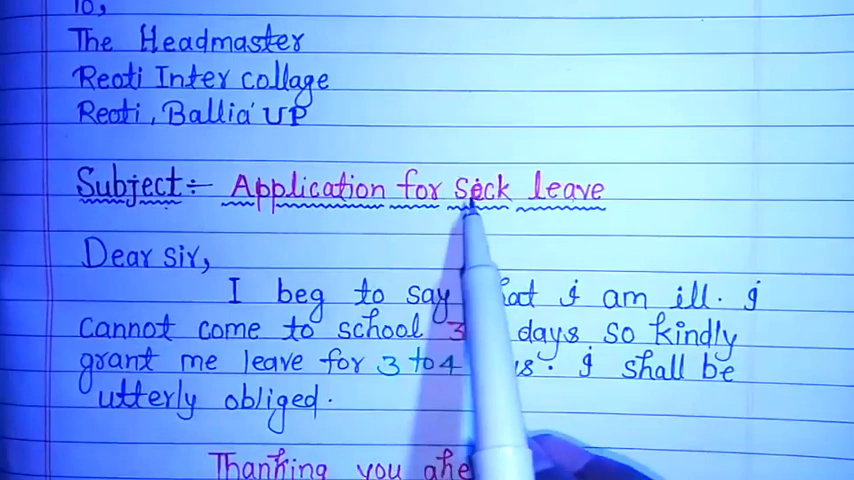 To,
The Headmaster
Reoti Inter collage
Reoti, Ballia UP
Subject:- Application for sick leave
Dear sir,
I beg to say that i am ill. i
cannot come to school 3 days. so kindly
grant me leave for 3 to 4 . i shall be
utterly obliged.
Thanking you